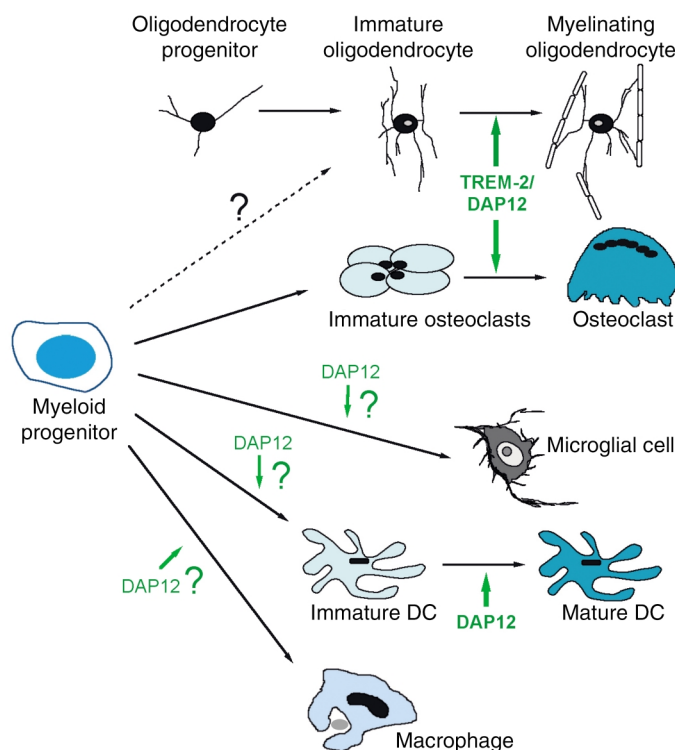 Oligodendrocyte
progenitor
Immature
oligodendrocyte
Myelinating
oligodendrocyte
?
TREM-2/
DAP12
Immature osteoclasts
Osteoclast
Myeloid
progenitor
DAP12
?
Microglial cell
DAP12
?
DAP12?
Immature DC
DAP12
Mature DC
Macrophage